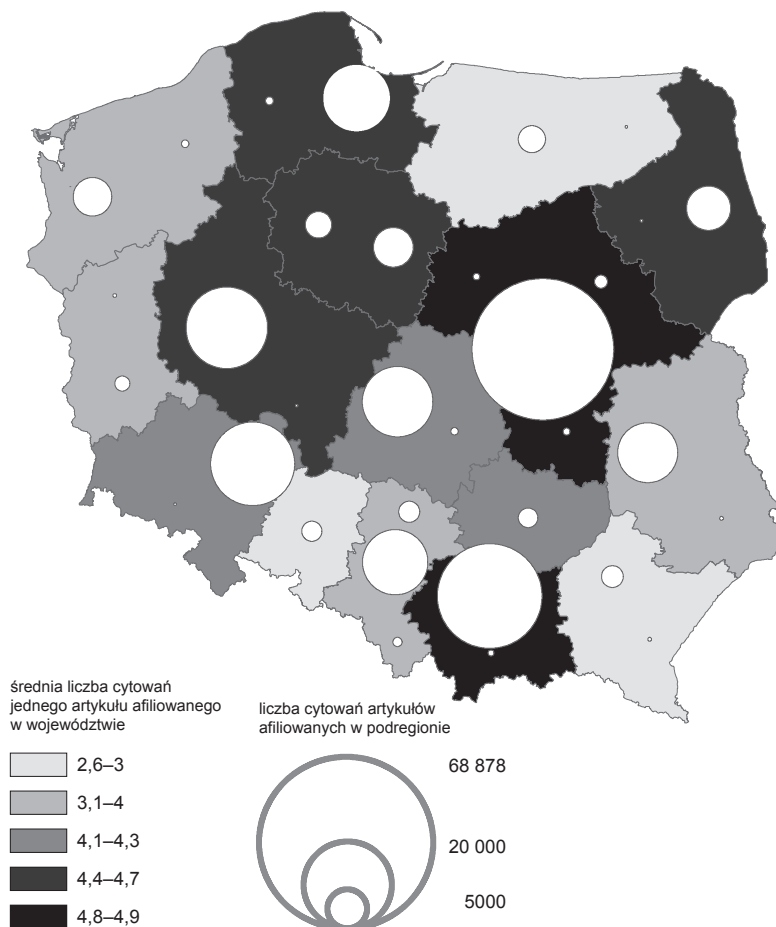 średnia liczba cytowań
jednego artykułu afiliowanego
w województwie
2,6–3
3,1–4
4,1–4,3
4,4–4,7
4,8–4,9
liczba cytowań artykułów
afiliowanych w podregionie
68 878
20 000
5000